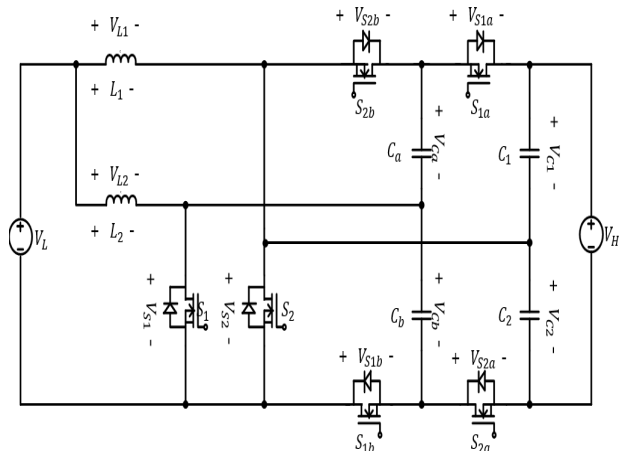 + V_{L1} -
+ V_{S2b} -
+ V_{S1a} -
+ L_1 -
S_{2b}
S_{1a}
+ V_{L2} -
C_a
+ V_{Ca} -
C_1
+ V_{C1} -
+ L_2 -
+ - V_L
+ - V_H
+ V_{S1} -
S_1
+ V_{S2} -
S_2
C_b
+ V_{Cb} -
C_2
+ V_{C2} -
+ V_{S1b} -
+ V_{S2a} -
S_{1b}
S_{2a}